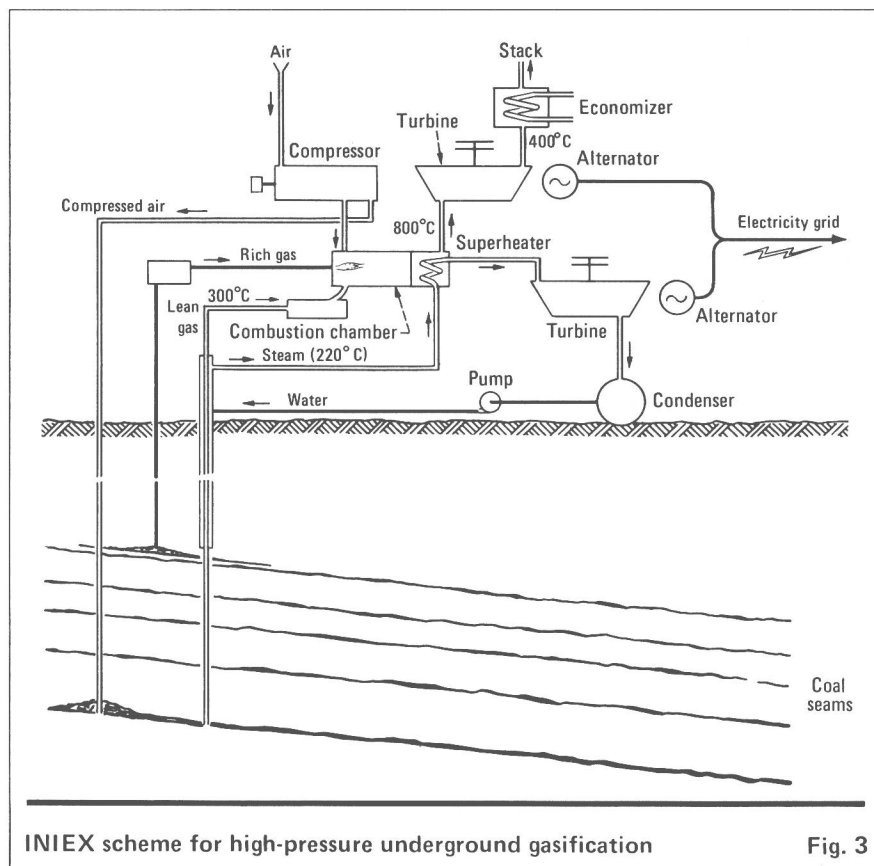 Air
Stack
Economizer
Turbine
400°C
Compressor
Alternator
Compressed air
800°C
Electricity grid
Superheater
Rich gas
300°C
Lean
gas
Combustion chamber
Turbine
Alternator
Steam (220°C)
Pump
Water
Condenser
Coal
seams
INIEX scheme for high-pressure underground gasification
Fig. 3